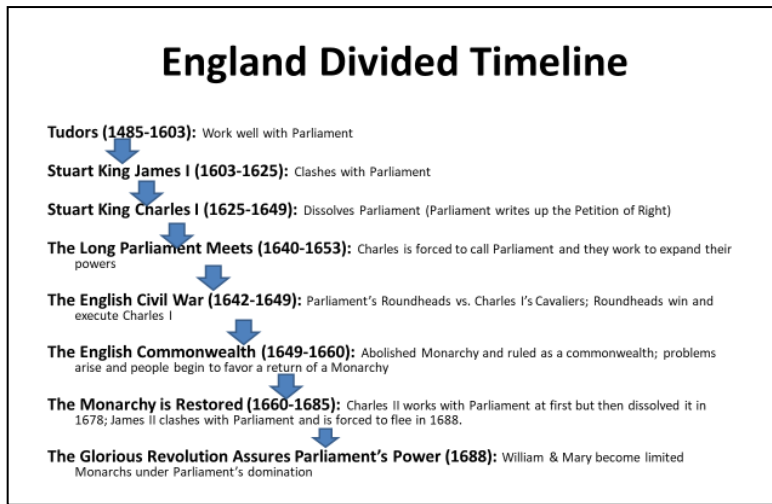 England Divided Timeline
Tudors (1485-1603): Work well with Parliament
Stuart King James I (1603-1625): Clashes with Parliament
Stuart King Charles I (1625-1649): Dissolves Parliament (Parliament writes up the Petition of Right)
The Long Parliament Meets (1640-1653): Charles is forced to call Parliament and they work to expand their
powers
The English Civil War (1642-1649): Parliament's Roundheads vs. Charles I's Cavaliers; Roundheads win and
execute Charles I
The English Commonwealth (1649-1660): Abolished Monarchy and ruled as a commonwealth; problems
arise and people begin to favor a return of a Monarchy
The Monarchy is Restored (1660-1685): Charles II works with Parliament at first but then dissolved it in
1678; James II clashes with Parliament and is forced to flee in 1688.
The Glorious Revolution Assures Parliament's Power (1688): William & Mary become limited
Monarchs under Parliament's domination